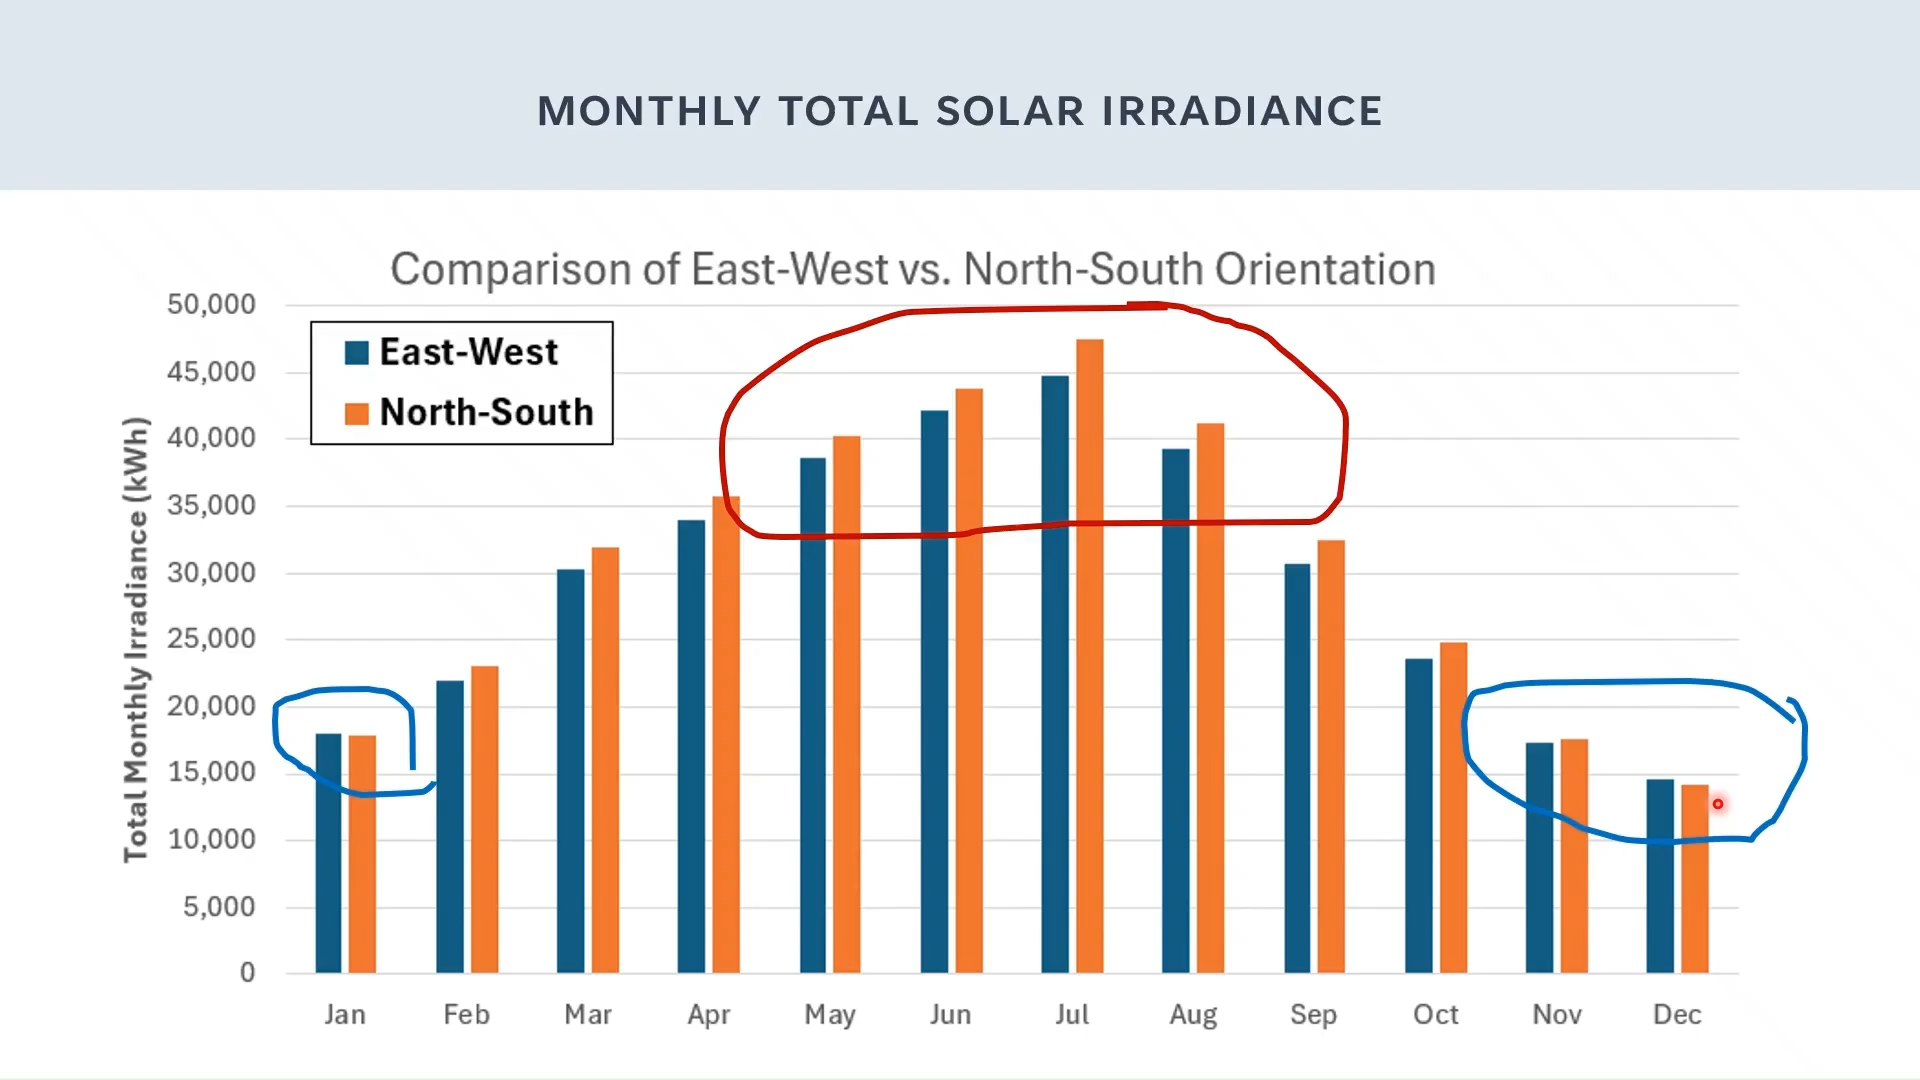 MONTHLY TOTAL SOLAR IRRADIANCE
Comparison of East-West vs. North-South Orientation
East-West
North-South
Total Monthly Irradiance (kWh)
50,000
45,000
40,000
35,000
30,000
25,000
20,000
15,000
10,000
5,000
0
Jan Feb Mar Apr May Jun Jul Aug Sep Oct Nov Dec